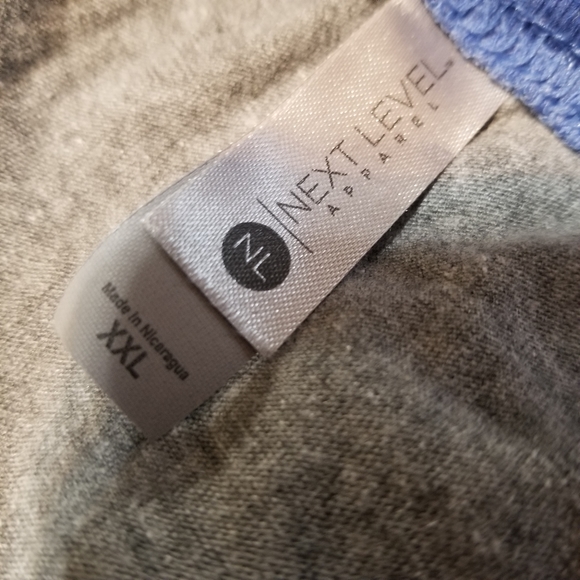 NL
NEXT LEVEL®
APPAREL
Made in Nicaragua
XXL